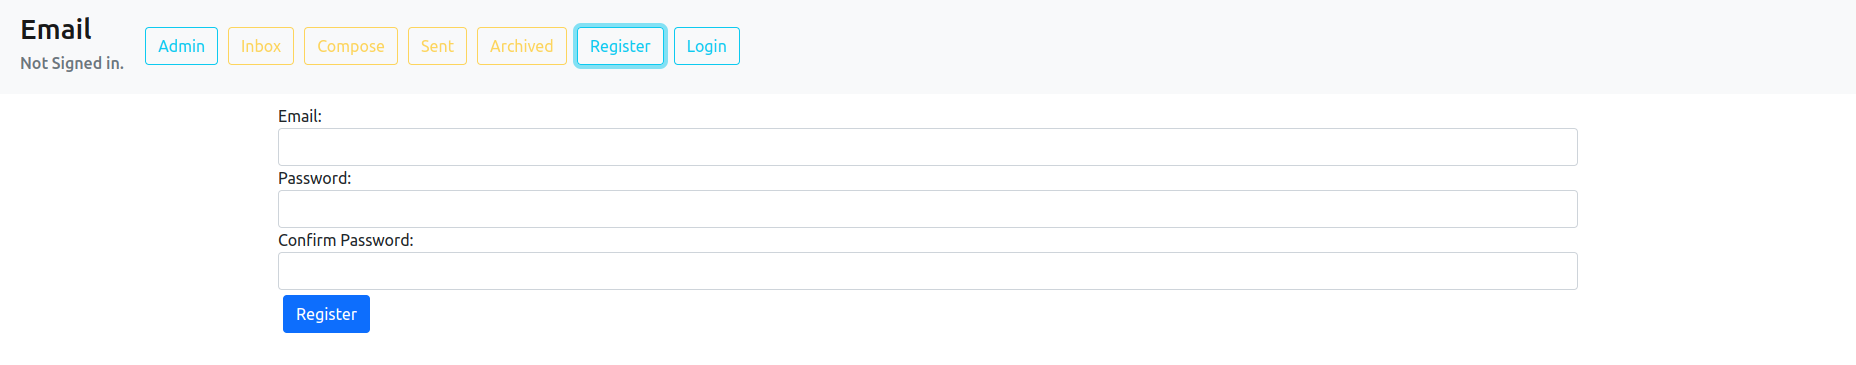 Email
Not Signed in.
Admin Inbox Compose Sent Archived Register Login
Email:
Password:
Confirm Password:
Register